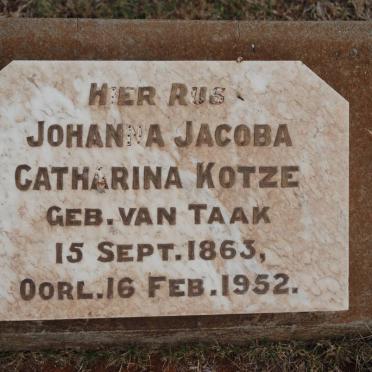 Hier Rus
Johanna Jacoba
Catharina Kotze
geb. van Taak
15 Sept. 1863,
Oorl. 16 Feb. 1952.